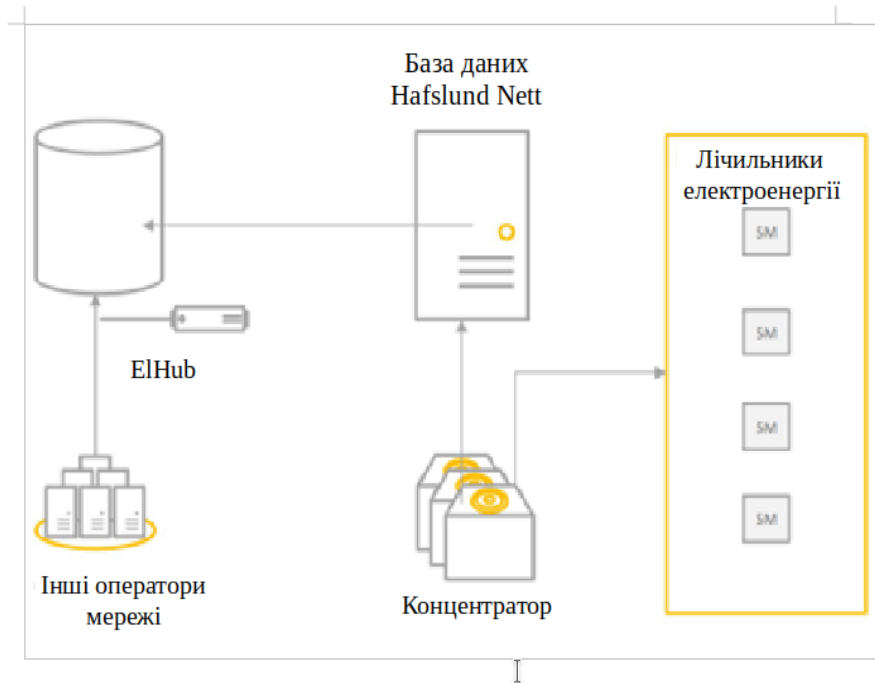 База даних
Hafslund Nett
Лічильники
електроенергії
SM
SM
SM
SM
ElHub
Інші оператори
мережі
Концентратор